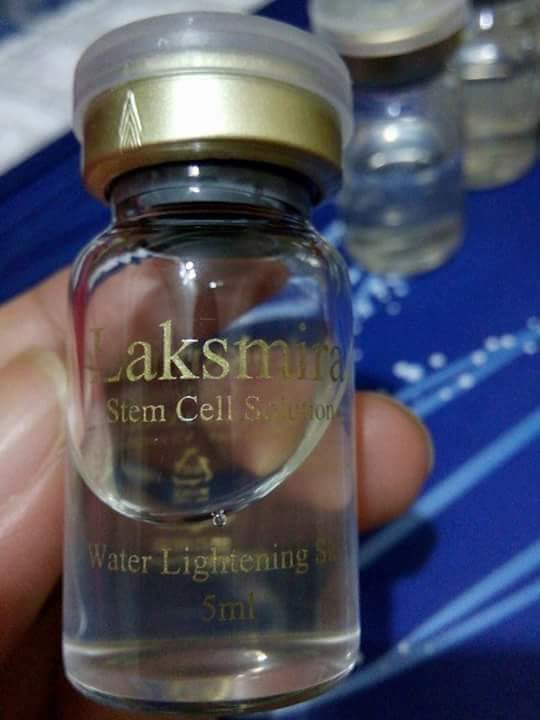 Laksmira
Stem Cell Solution
Water Lightening
5ml